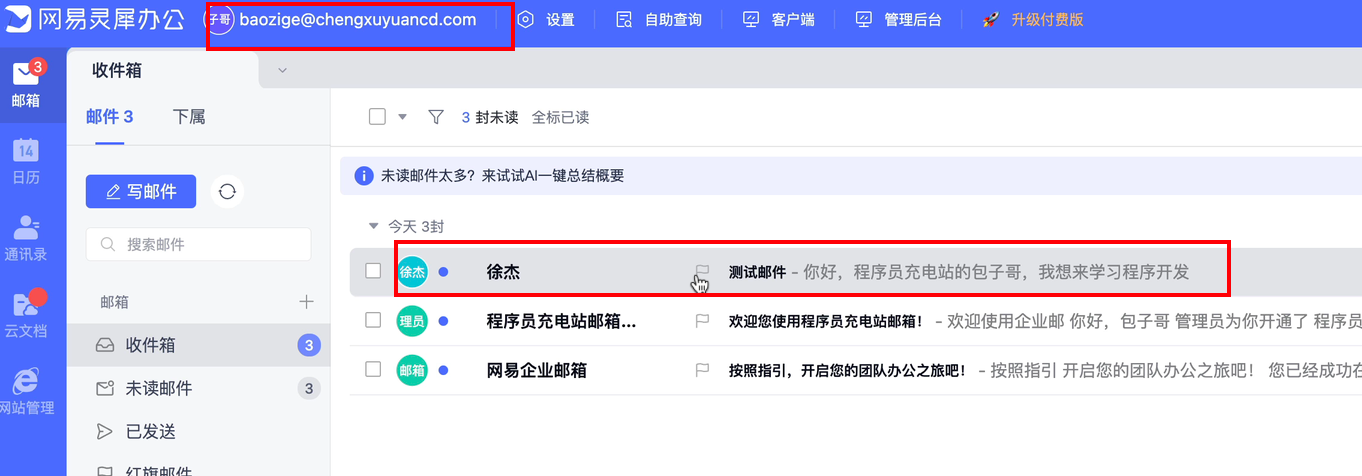 网易灵犀办公
子哥 baozige@chengxuyuancd.com 设置 自助查询 客户端 管理后台 升级付费版
3
邮箱
14
日历
通讯录
云文档
网站管理
收件箱
邮件 3 下属
写邮件
搜索邮件
邮箱
收件箱 3
未读邮件 3
已发送
红旗邮件
3 封未读 全标已读
未读邮件太多？来试试AI一键总结概要
今天 3封
徐杰 徐杰 测试邮件 - 你好，程序员充电站的包子哥，我想来学习程序开发
理员 程序员充电站邮箱... 欢迎您使用程序员充电站邮箱！ - 欢迎使用企业邮 你好，包子哥 管理员为你开通了 程序员
邮箱 网易企业邮箱 按照指引，开启您的团队办公之旅吧！ - 按照指引 开启您的团队办公之旅吧！ 您已经成功在